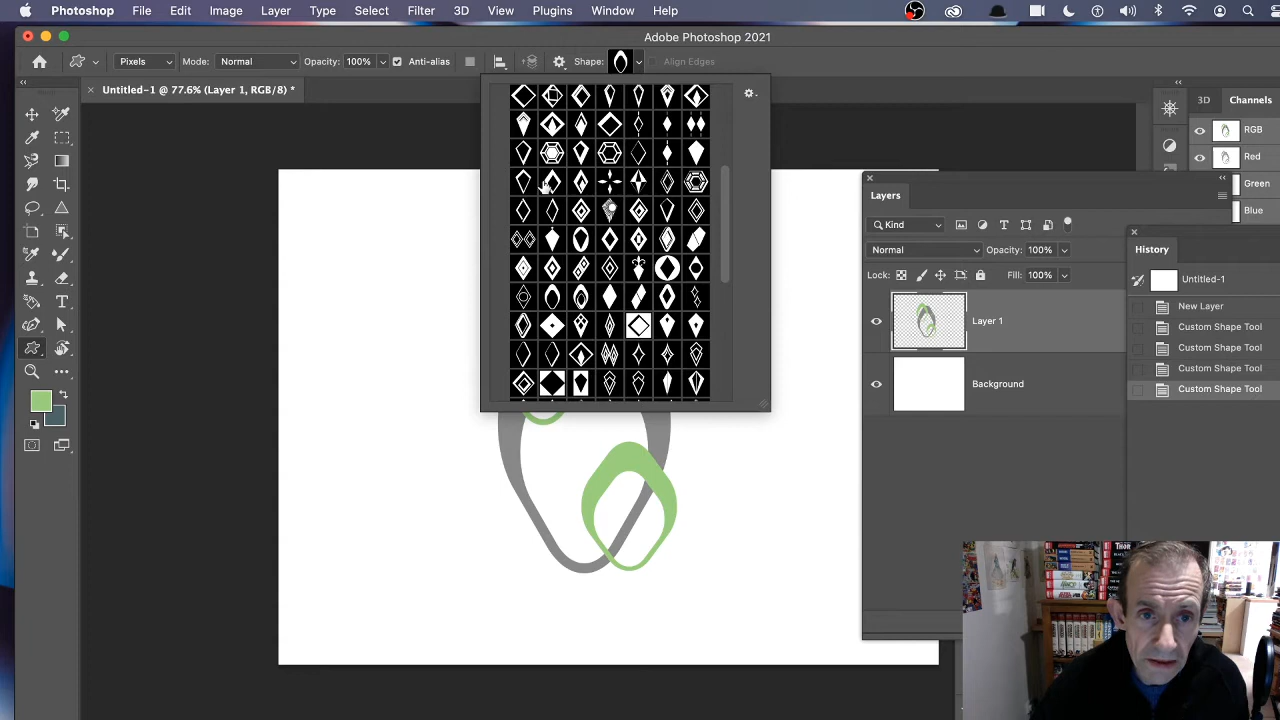 Photoshop File Edit Image Layer Type Select Filter 3D View Plugins Window Help
Adobe Photoshop 2021
Pixels Mode: Normal Opacity: 100% Anti-alias Shape: Align Edges
Untitled-1 @ 77.6% (Layer 1, RGB/8) *
3D Channels
RGB
Red
Green
Blue
Layers
Kind
Normal Opacity: 100%
Lock: Fill: 100%
Layer 1
Background
History
Untitled-1
New Layer
Custom Shape Tool
Custom Shape Tool
Custom Shape Tool
Custom Shape Tool
THOR